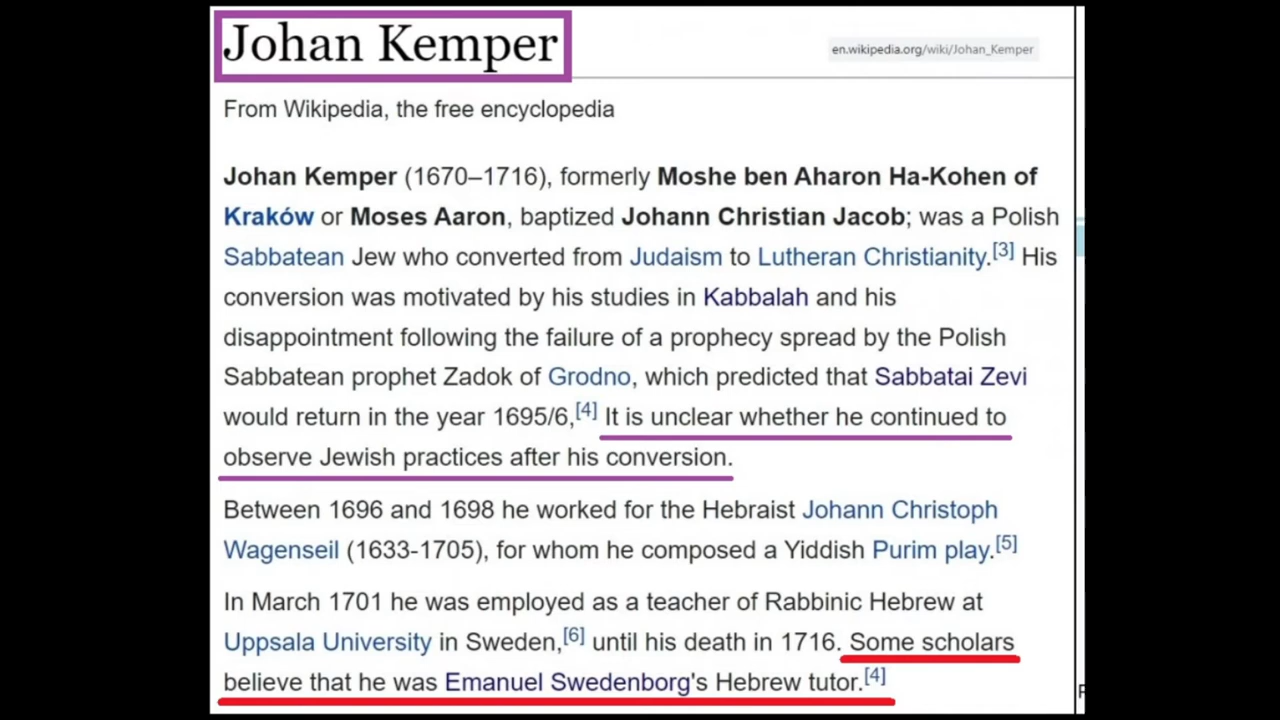 Johan Kemper
en.wikipedia.org/wiki/Johan_Kemper
From Wikipedia, the free encyclopedia
Johan Kemper (1670–1716), formerly Moshe ben Aharon Ha-Kohen of
Kraków or Moses Aaron, baptized Johann Christian Jacob; was a Polish
Sabbatean Jew who converted from Judaism to Lutheran Christianity.[3] His
conversion was motivated by his studies in Kabbalah and his
disappointment following the failure of a prophecy spread by the Polish
Sabbatean prophet Zadok of Grodno, which predicted that Sabbatai Zevi
would return in the year 1695/6,[4] It is unclear whether he continued to
observe Jewish practices after his conversion.
Between 1696 and 1698 he worked for the Hebraist Johann Christoph
Wagenseil (1633-1705), for whom he composed a Yiddish Purim play.[5]
In March 1701 he was employed as a teacher of Rabbinic Hebrew at
Uppsala University in Sweden,[6] until his death in 1716. Some scholars
believe that he was Emanuel Swedenborg's Hebrew tutor.[4]